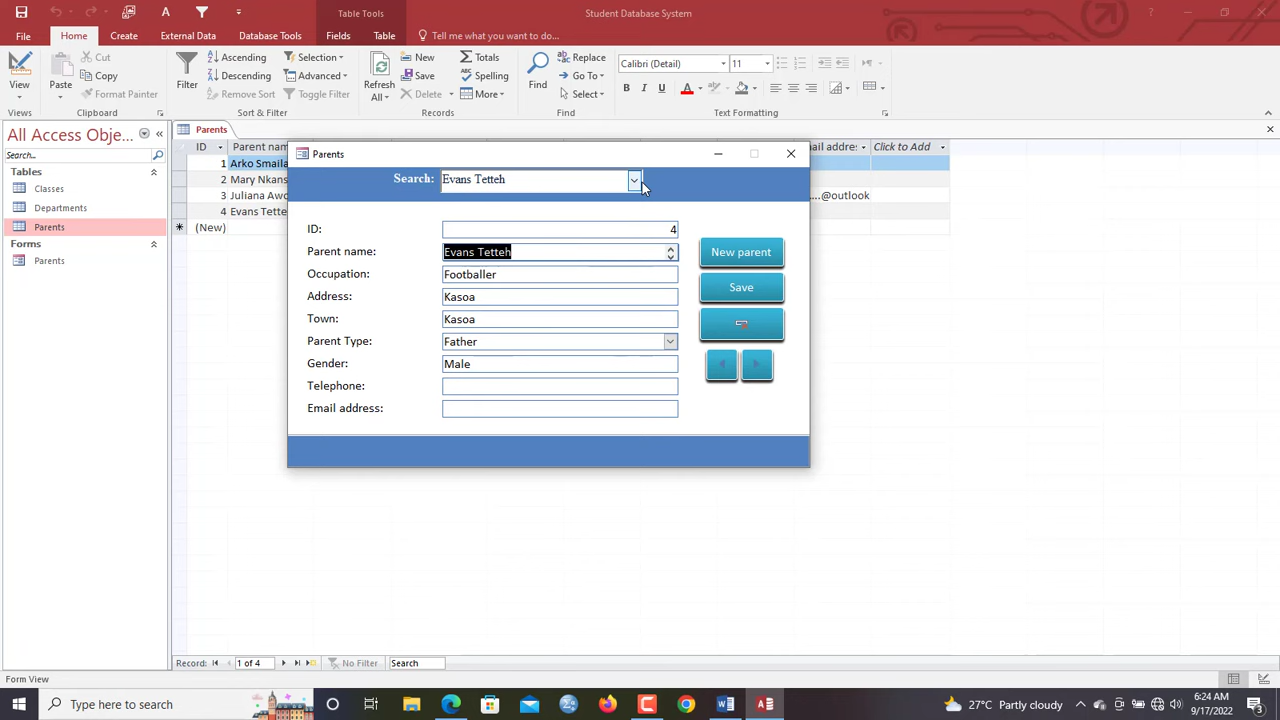 Table Tools
Student Database System
File
Home
Create
External Data
Database Tools
Fields
Table
Tell me what you want to do...
View
Views
Paste
Cut
Copy
Format Painter
Clipboard
Filter
Ascending
Descending
Remove Sort
Selection
Advanced
Toggle Filter
Sort & Filter
Refresh
All
New
Save
Delete
Totals
Spelling
More
Records
Find
Replace
Go To
Select
Find
Calibri (Detail)
11
B I U
A
Text Formatting
All Access Obje...
Search...
Tables
Classes
Departments
Parents
Forms
Parents
Parents
ID
Parent nam
ail addre
Click to Add
1 Arko Smaila
2 Mary Nkans
3 Juliana Awo
....@outlook
4 Evans Tette
(New)
Parents
Search:
Evans Tetteh
ID:
4
Parent name:
Evans Tetteh
Occupation:
Footballer
Address:
Kasoa
Town:
Kasoa
Parent Type:
Father
Gender:
Male
Telephone:
Email address:
New parent
Save
Record:
1 of 4
No Filter
Search
Form View
Type here to search
27°C Partly cloudy
6:24 AM
9/17/2022